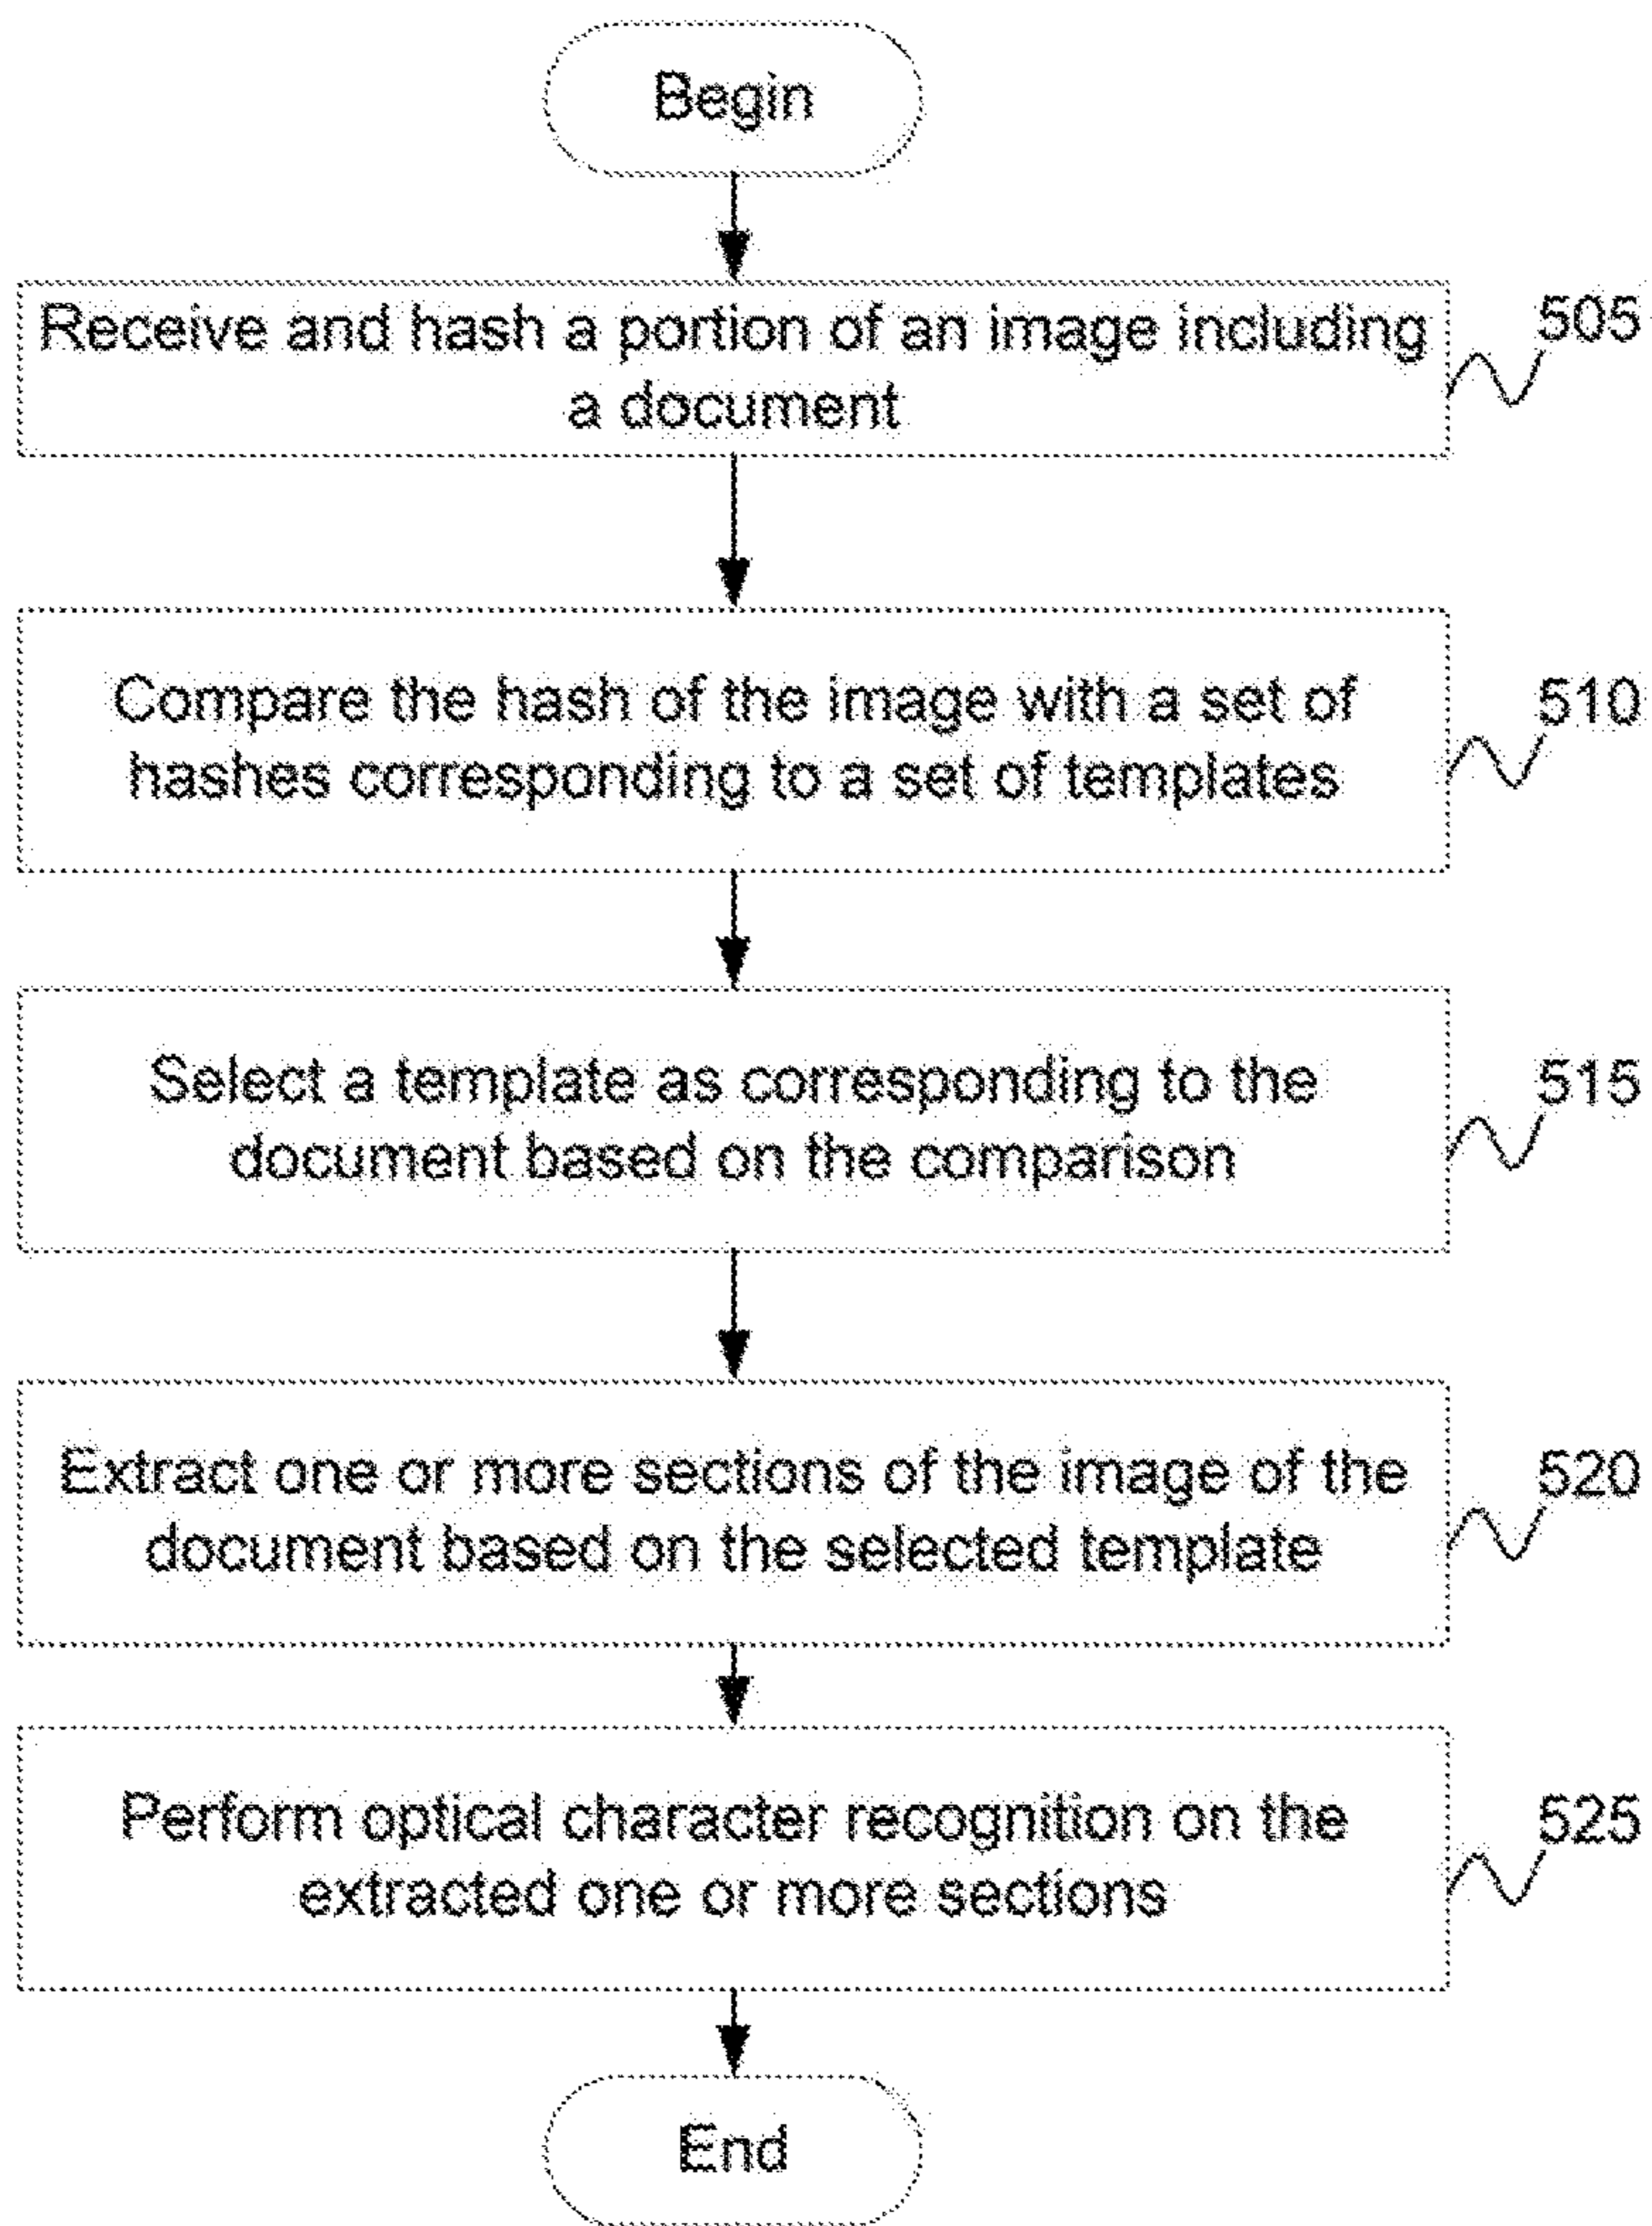 Begin
Receive and hash a portion of an image including
a document
505
Compare the hash of the image with a set of
hashes corresponding to a set of templates
510
Select a template as corresponding to the
document based on the comparison
515
Extract one or more sections of the image of the
document based on the selected template
520
Perform optical character recognition on the
extracted one or more sections
525
End